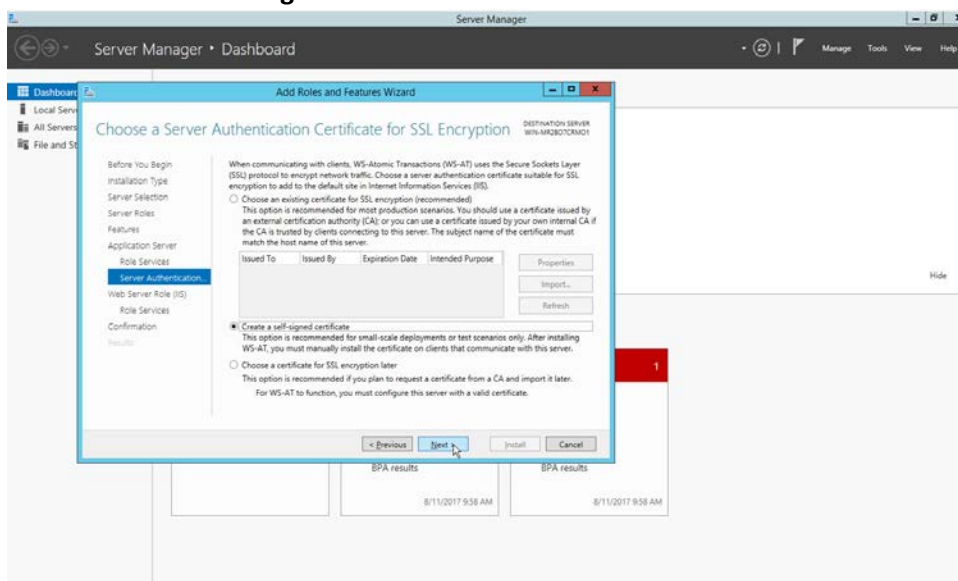 Server Manager
Server Manager • Dashboard
Manage Tools View Help
Dashboard
Local Serv
All Servers
File and St
Add Roles and Features Wizard
Choose a Server Authentication Certificate for SSL Encryption
DESTINATION SERVER
WIN-MR2BD7CRMO1
Before You Begin
Installation Type
Server Selection
Server Roles
Features
Application Server
Role Services
Server Authentication...
Web Server Role (IIS)
Role Services
Confirmation
Results
When communicating with clients, WS-Atomic Transactions (WS-AT) uses the Secure Sockets Layer
(SSL) protocol to encrypt network traffic. Choose a server authentication certificate suitable for SSL
encryption to add to the default site in Internet Information Services (IIS).
Choose an existing certificate for SSL encryption (recommended)
This option is recommended for most production scenarios. You should use a certificate issued by
an external certification authority (CA); or you can use a certificate issued by your own internal CA if
the CA is trusted by clients connecting to this server. The subject name of the certificate must
match the host name of this server.
Issued To Issued By Expiration Date Intended Purpose
Properties
Import...
Refresh
Create a self-signed certificate
This option is recommended for small-scale deployments or test scenarios only. After installing
WS-AT, you must manually install the certificate on clients that communicate with this server.
Choose a certificate for SSL encryption later
This option is recommended if you plan to request a certificate from a CA and import it later.
For WS-AT to function, you must configure this server with a valid certificate.
< Previous Next > Install Cancel
Hide
1
BPA results
BPA results
8/11/2017 9:58 AM
8/11/2017 9:58 AM